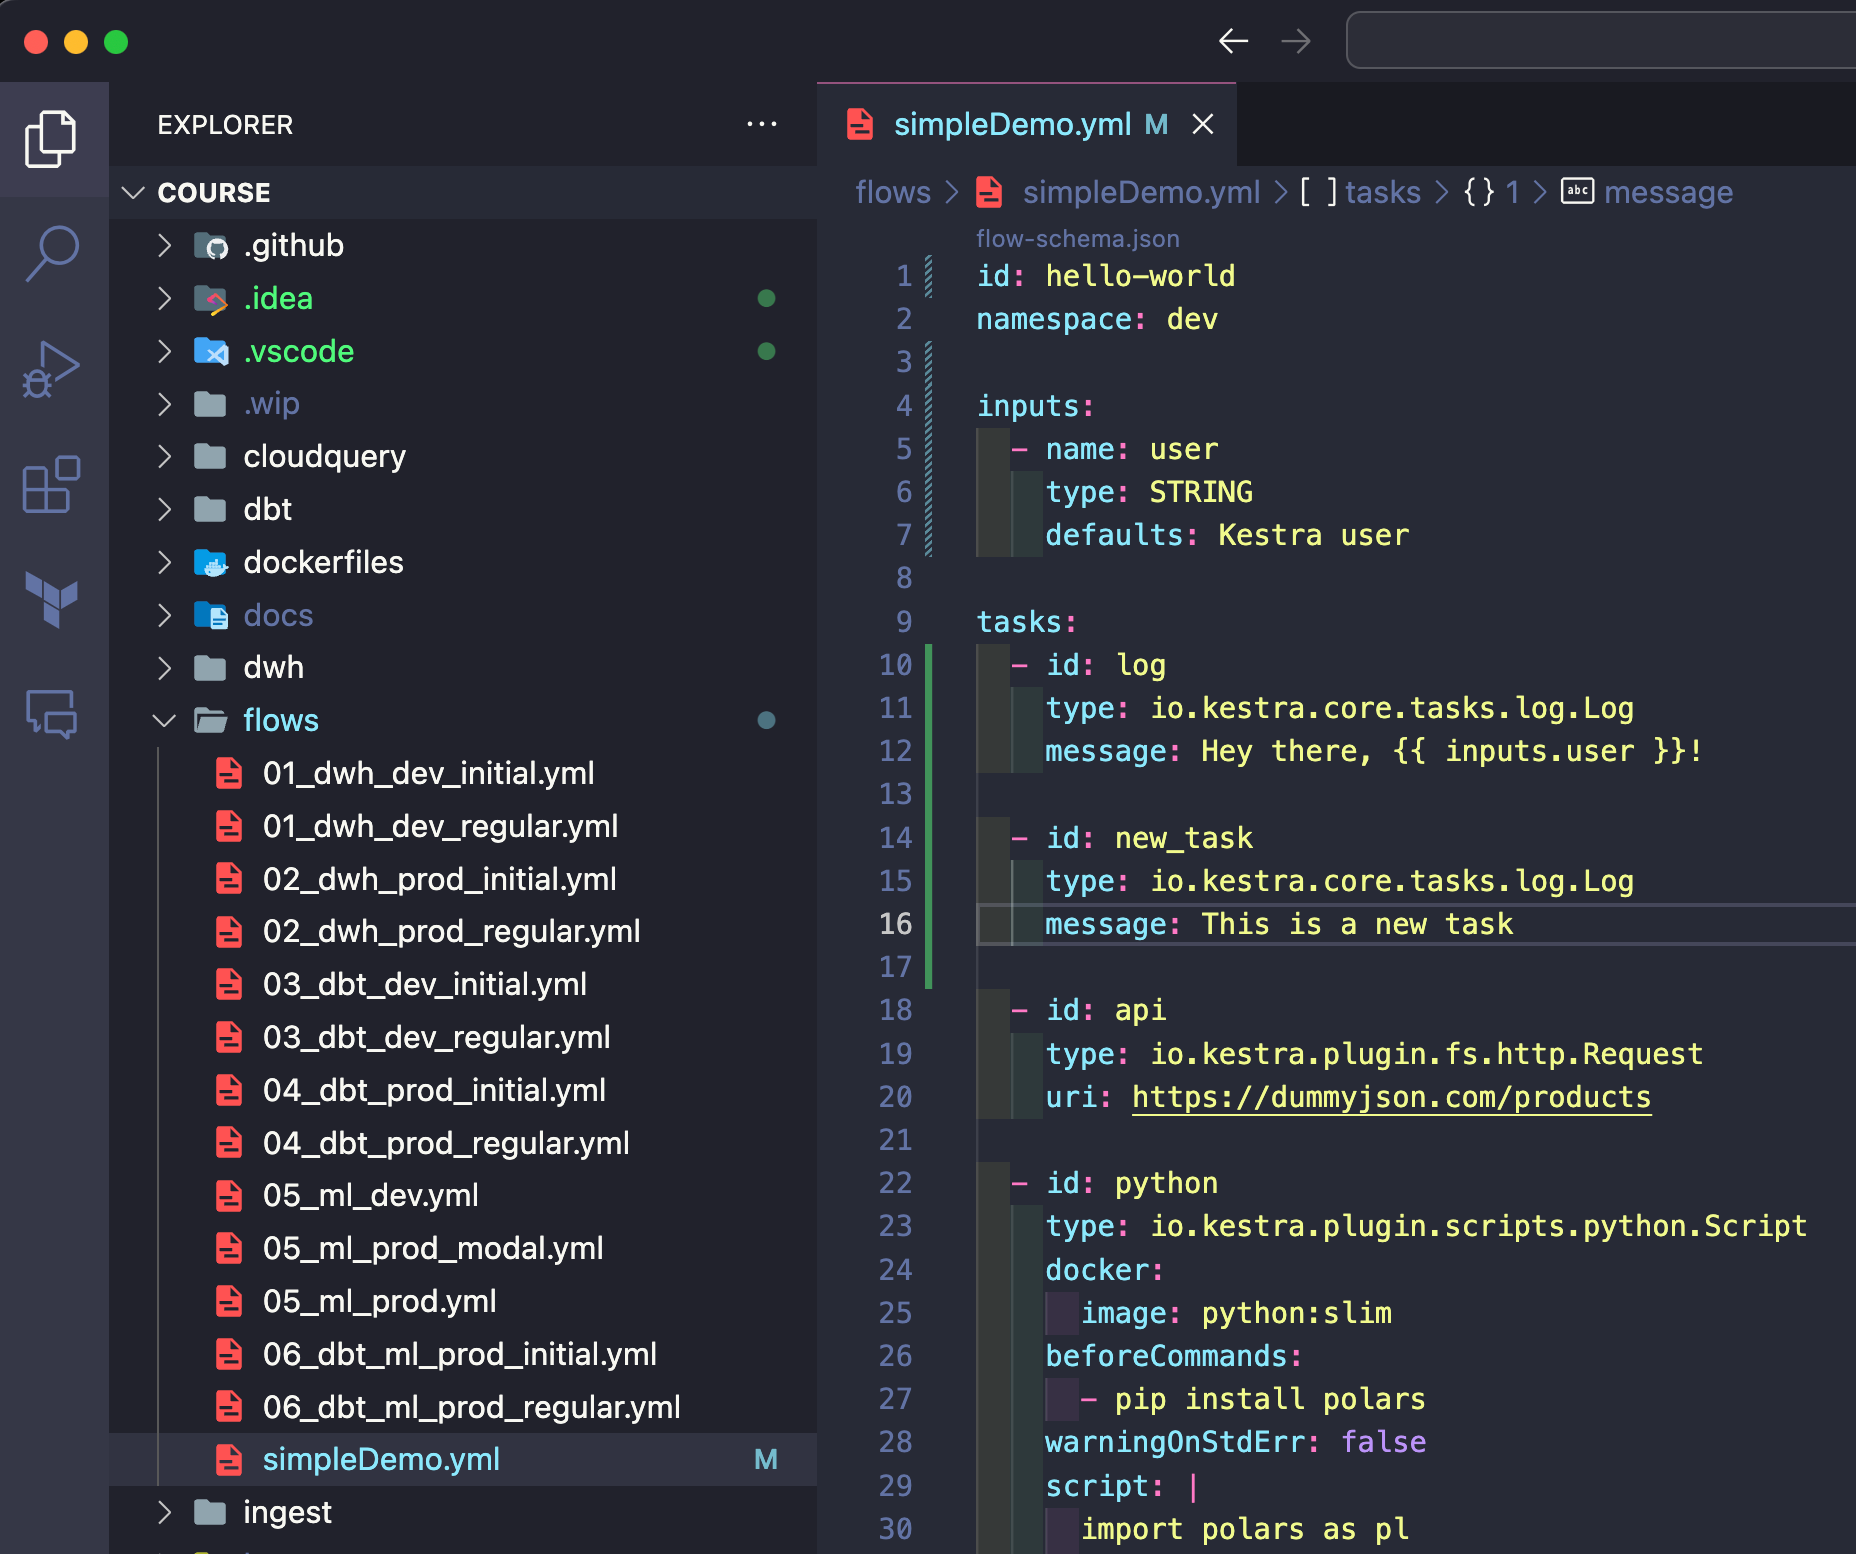 EXPLORER
COURSE
.github
.idea
.vscode
.wip
cloudquery
dbt
dockerfiles
docs
dwh
flows
01_dwh_dev_initial.yml
01_dwh_dev_regular.yml
02_dwh_prod_initial.yml
02_dwh_prod_regular.yml
03_dbt_dev_initial.yml
03_dbt_dev_regular.yml
04_dbt_prod_initial.yml
04_dbt_prod_regular.yml
05_ml_dev.yml
05_ml_prod_modal.yml
05_ml_prod.yml
06_dbt_ml_prod_initial.yml
06_dbt_ml_prod_regular.yml
simpleDemo.yml M
ingest
simpleDemo.yml M
flows > simpleDemo.yml > [ ] tasks > {} 1 > abc message
flow-schema.json
1 id: hello-world
2 namespace: dev
3
4 inputs:
5 - name: user
6 type: STRING
7 defaults: Kestra user
8
9 tasks:
10 - id: log
11 type: io.kestra.core.tasks.log.Log
12 message: Hey there, {{ inputs.user }}!
13
14 - id: new_task
15 type: io.kestra.core.tasks.log.Log
16 message: This is a new task
17
18 - id: api
19 type: io.kestra.plugin.fs.http.Request
20 uri: https://dummyjson.com/products
21
22 - id: python
23 type: io.kestra.plugin.scripts.python.Script
24 docker:
25 image: python:slim
26 beforeCommands:
27 - pip install polars
28 warningOnStdErr: false
29 script: |
30 import polars as pl